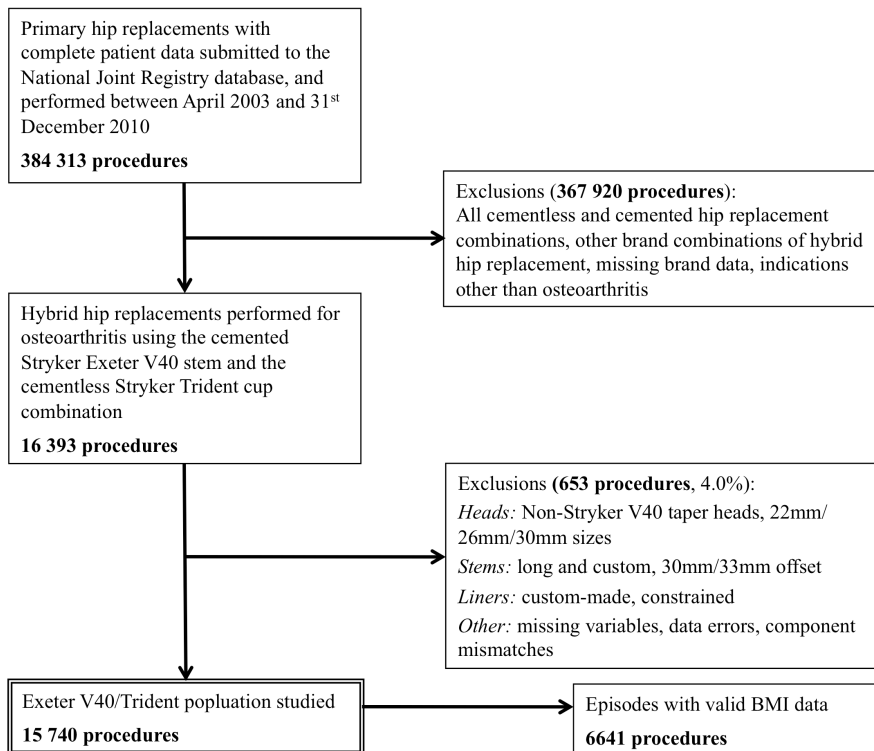 Primary hip replacements with
complete patient data submitted to the
National Joint Registry database, and
performed between April 2003 and 31st
December 2010
384 313 procedures
Exclusions (367 920 procedures):
All cementless and cemented hip replacement
combinations, other brand combinations of hybrid
hip replacement, missing brand data, indications
other than osteoarthritis
Hybrid hip replacements performed for
osteoarthritis using the cemented
Stryker Exeter V40 stem and the
cementless Stryker Trident cup
combination
16 393 procedures
Exclusions (653 procedures, 4.0%):
Heads: Non-Stryker V40 taper heads, 22mm/
26mm/30mm sizes
Stems: long and custom, 30mm/33mm offset
Liners: custom-made, constrained
Other: missing variables, data errors, component
mismatches
Exeter V40/Trident popluation studied
15 740 procedures
Episodes with valid BMI data
6641 procedures